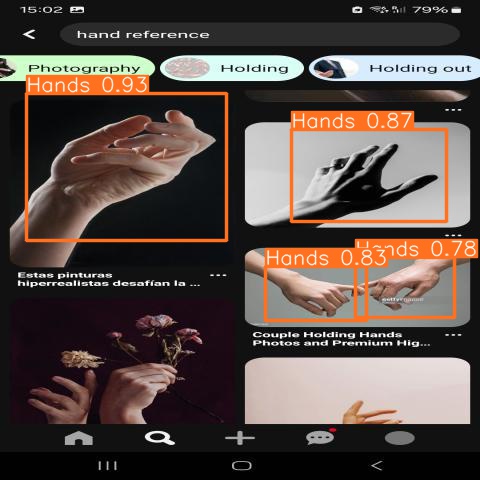 15:02
79%
hand reference
Photography
Holding
Holding out
Hands 0.93
Hands 0.87
Estas pinturas
hiperrealistas desafían la ...
Hands 0.83
Hands 0.78
gettyimages
Couple Holding Hands
Photos and Premium Hig...